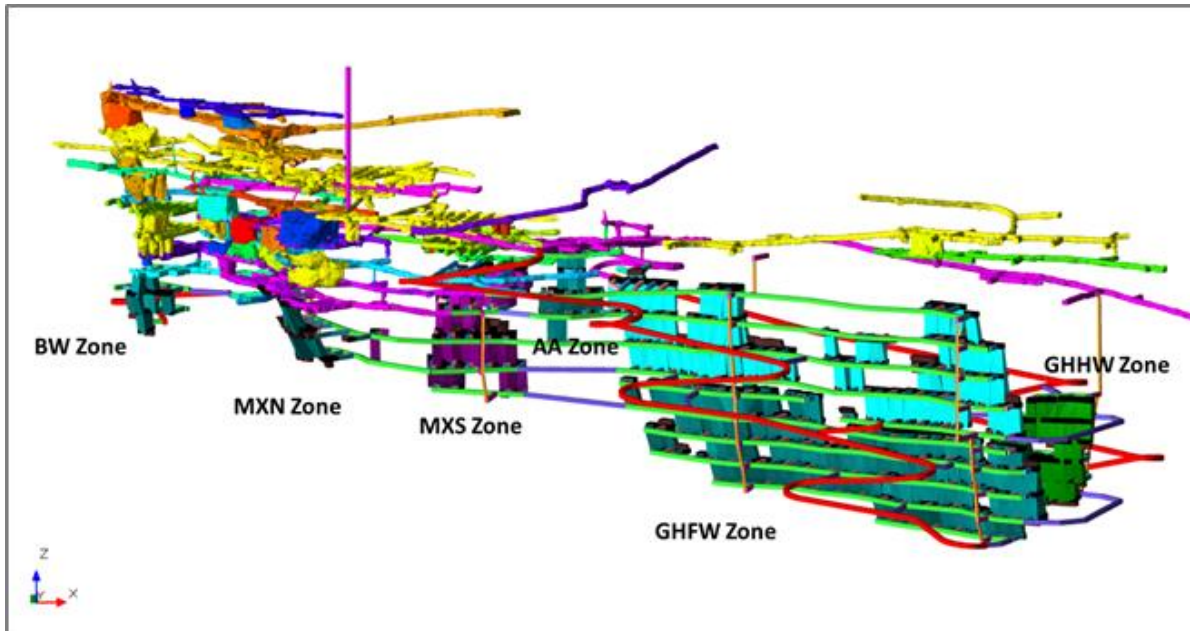 BW Zone
MXN Zone
MXS Zone
AA Zone
GHHW Zone
GHFW Zone
Z
Y
X